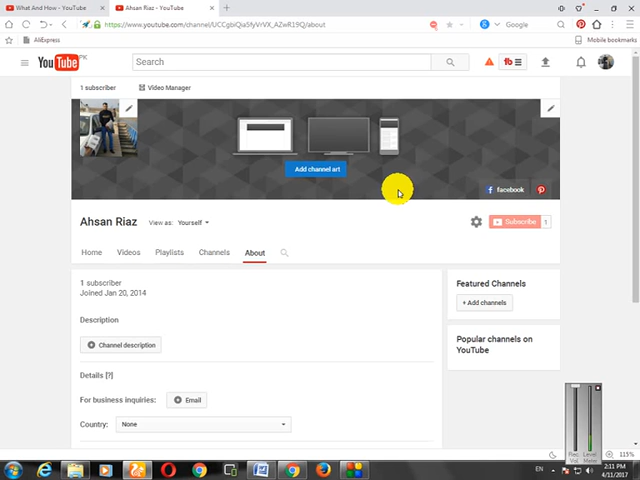 What And How - YouTube
Ahsan Riaz - YouTube
https://www.youtube.com/channel/
/about
Google
AliExpress
Mobile bookmarks
YouTube PK
Search
1 subscriber
Video Manager
Add channel art
facebook
Ahsan Riaz
View as: Yourself
Subscribe 1
Home
Videos
Playlists
Channels
About
1 subscriber
Joined Jan 20, 2014
Description
Channel description
Details [?]
For business inquiries:
Email
Country:
None
Featured Channels
+ Add channels
Popular channels on
YouTube
Rec. Level
Vol.
115%
EN
2:11 PM
4/11/2017